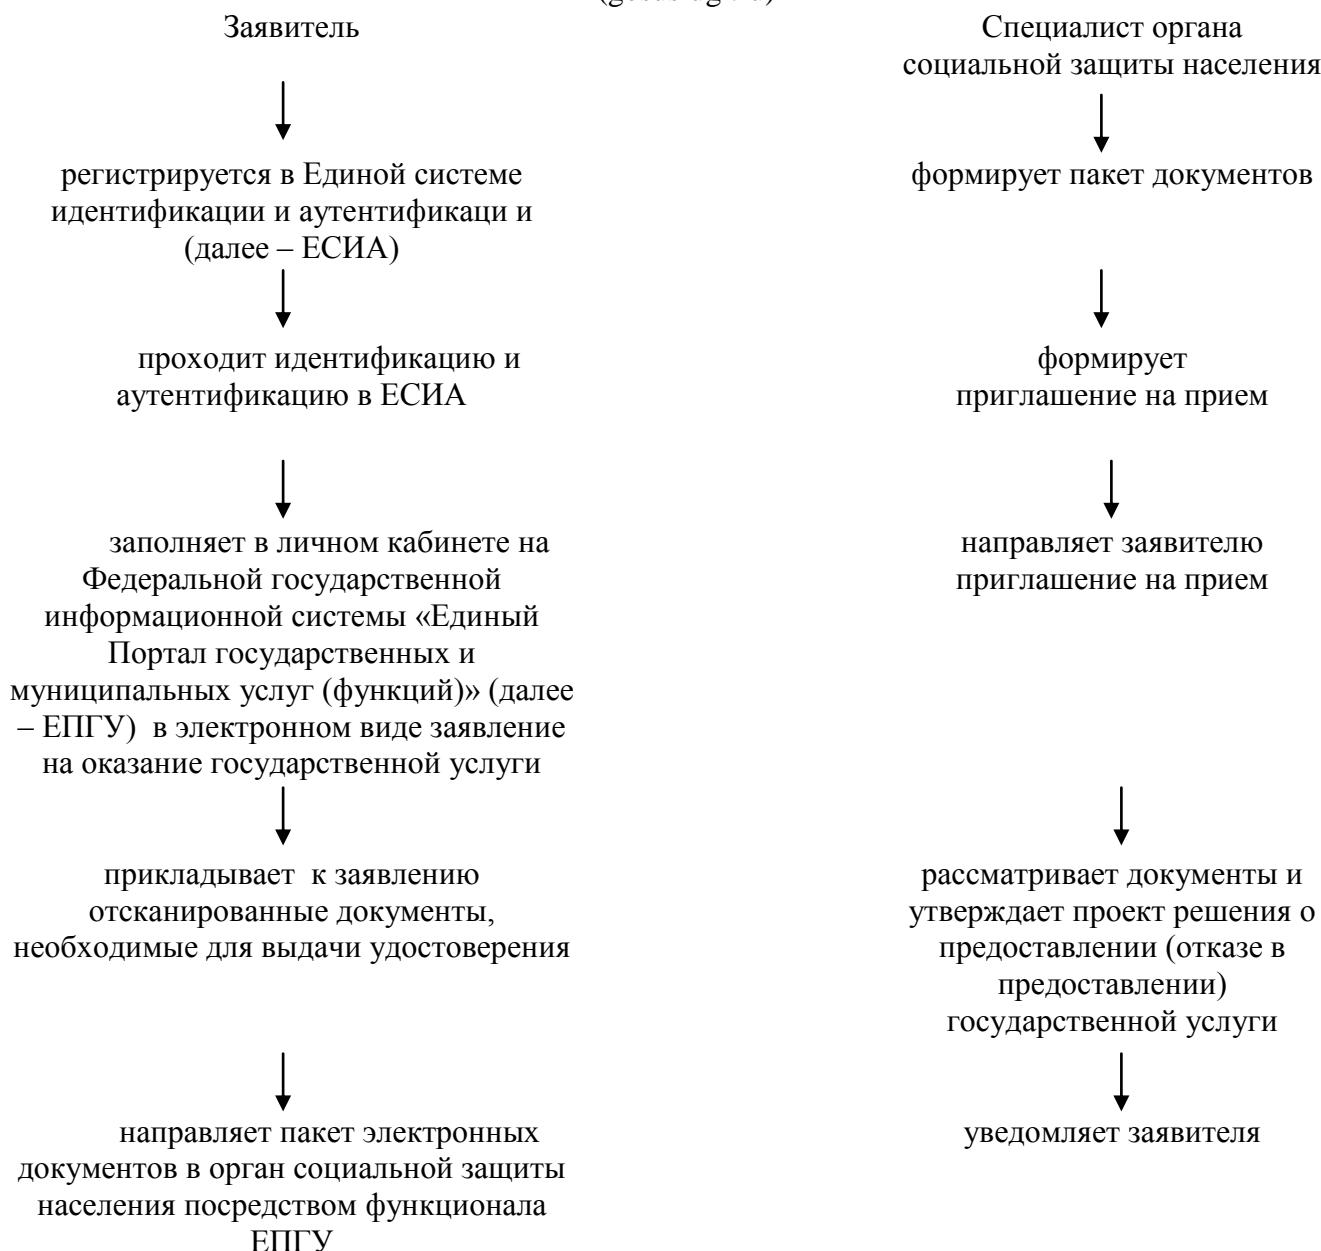 Заявитель
регистрируется в Единой системе
идентификации и аутентификаци и
(далее – ЕСИА)
проходит идентификацию и
аутентификацию в ЕСИА
заполняет в личном кабинете на
Федеральной государственной
информационной системы «Единый
Портал государственных и
муниципальных услуг (функций)» (далее
– ЕПГУ) в электронном виде заявление
на оказание государственной услуги
прикладывает к заявлению
отсканированные документы,
необходимые для выдачи удостоверения
направляет пакет электронных
документов в орган социальной защиты
населения посредством функционала
ЕПГУ
Специалист органа
социальной защиты населения
формирует пакет документов
формирует
приглашение на прием
направляет заявителю
приглашение на прием
рассматривает документы и
утверждает проект решения о
предоставлении (отказе в
предоставлении)
государственной услуги
уведомляет заявителя